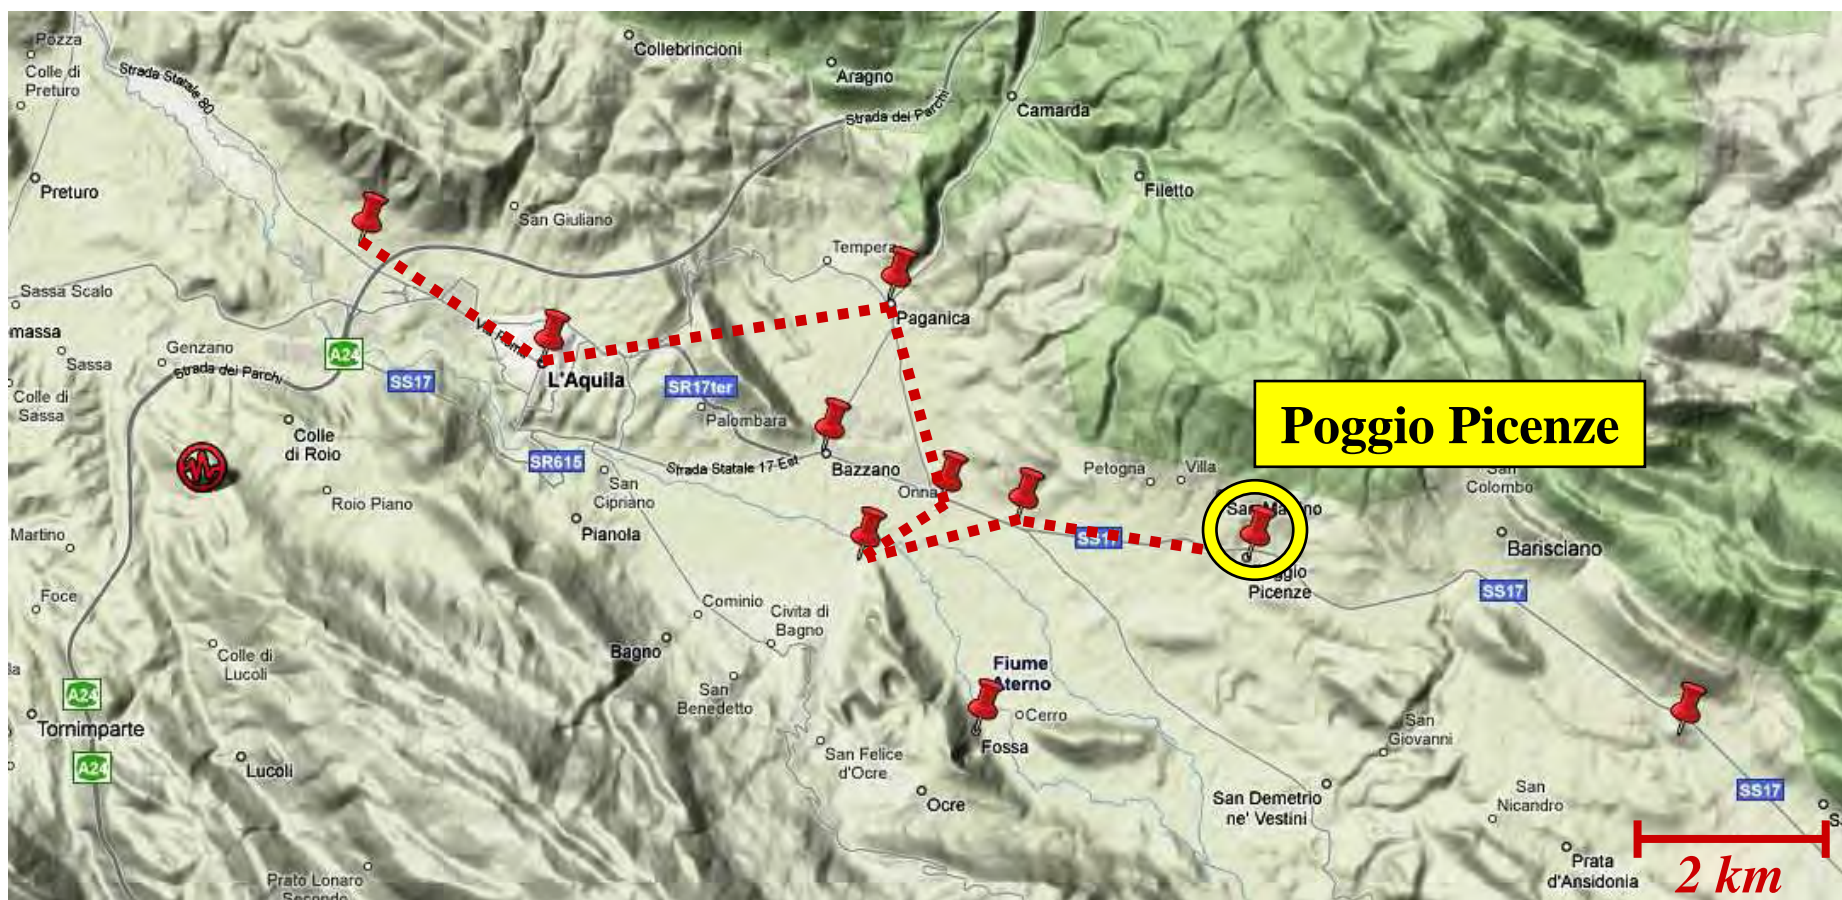 Pozza
Colle di
Preturo
Strada Statale 80
Collebrincioni
Aragno
Strada dei Parchi
Camarda
Preturo
San Giuliano
Filetto
Tempera
Sassa Scalo
Paganica
massa
Sassa
Genzano
Strada dei Parchi
A24
SS17
L'Aquila
SR17ter
Colle di
Sassa
Colle
di Roio
Palombara
Poggio Picenze
Roio Piano
SR615
San
Cipriano
Strada Statale 17 Est
Bazzano
Onna
Petogna
Villa
San
Colombo
Martino
Pianola
SS17
Barisciano
Picenze
SS17
Foce
Cominio
Civita di
Bagno
Bagno
Colle di
Lucoli
San
Benedetto
Fiume
Aterno
Cerro
Fossa
A24
Tornimparte
A24
Lucoli
San Felice
d'Ocre
Ocre
San
Giovanni
San Demetrio
ne' Vestini
San
Nicandro
SS17
Prata
d'Ansidonia
2 km
Prato Lonaro